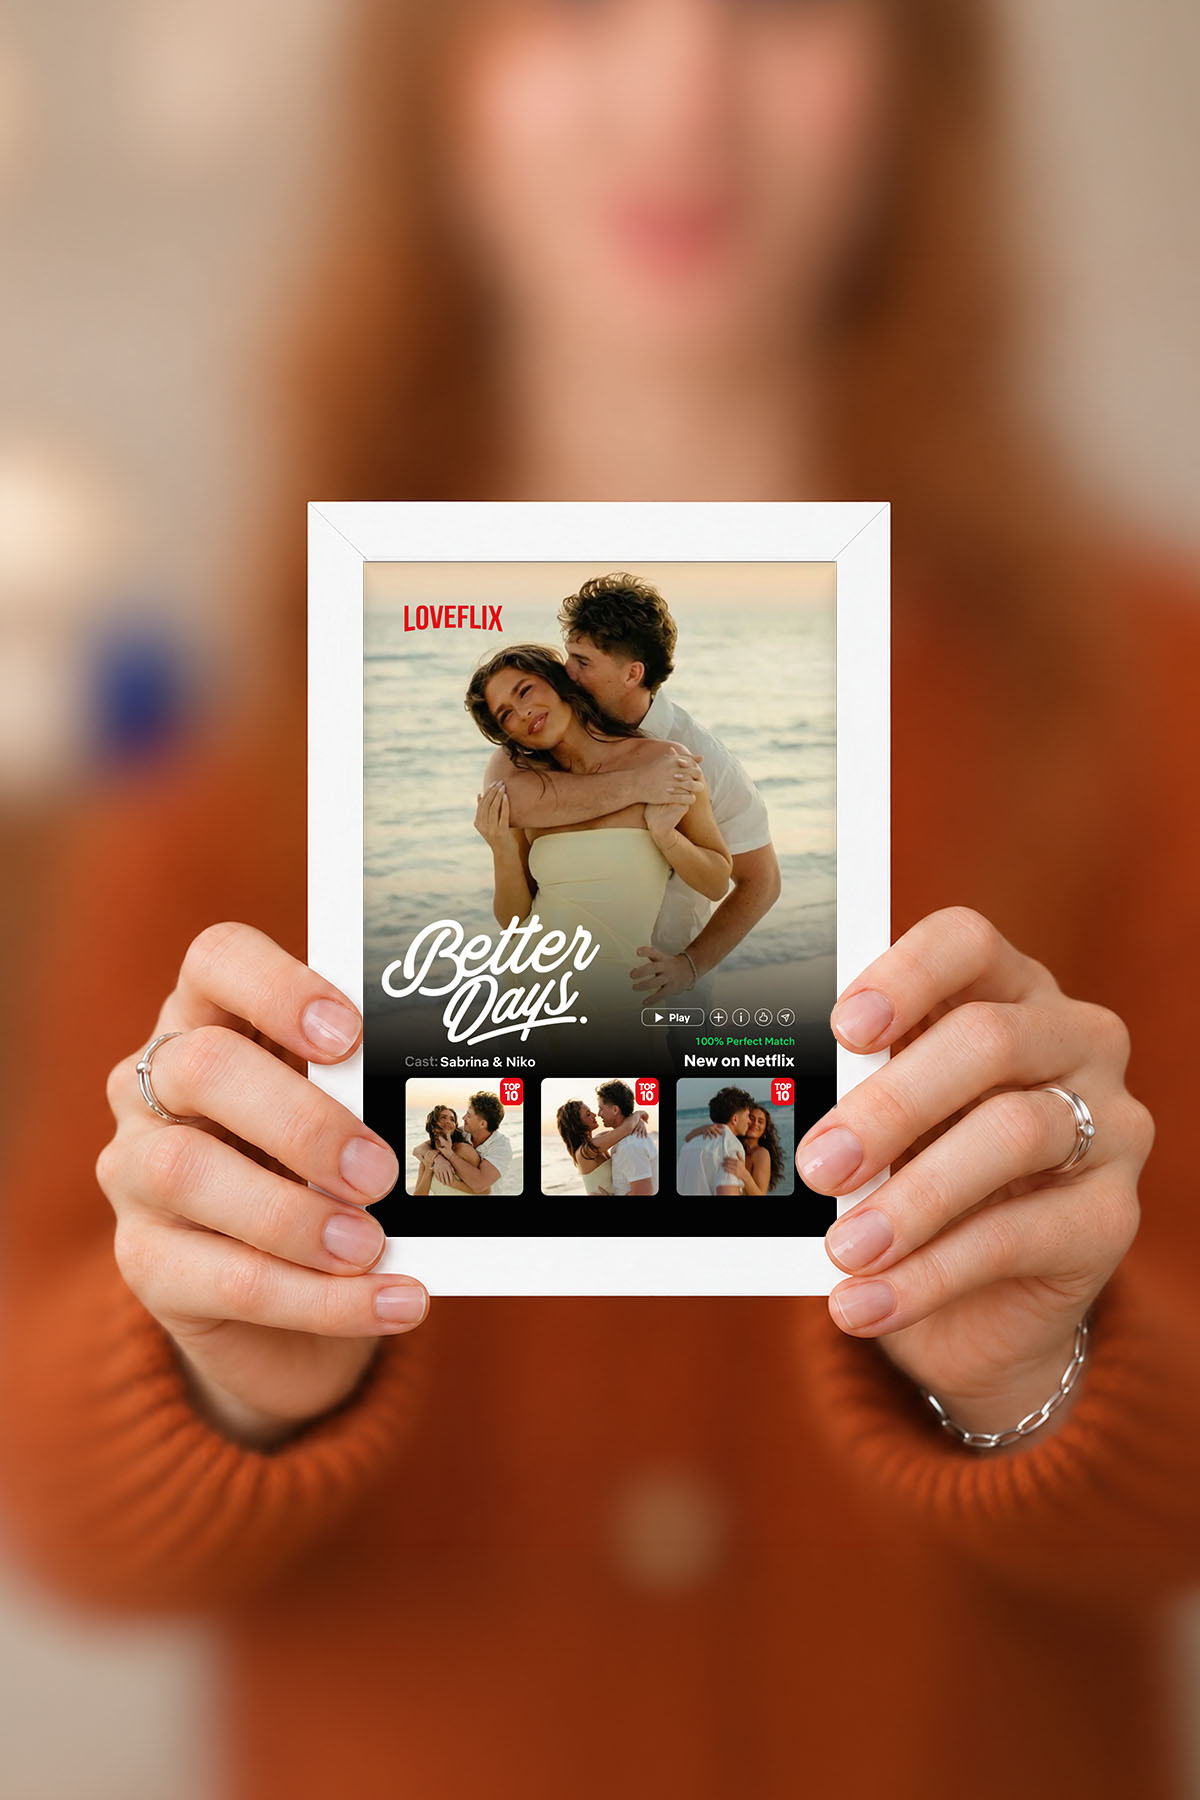 LOVEFLIX
Better
Days.
Play
100% Perfect Match
Cast: Sabrina & Niko
New on Netflix
TOP
10
TOP
10
TOP
10